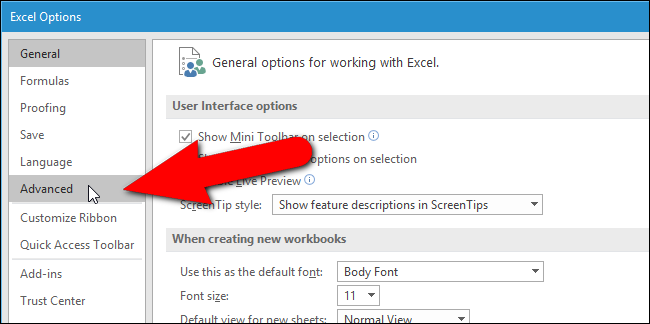 Excel Options
General
Formulas
Proofing
Save
Language
Advanced
Customize Ribbon
Quick Access Toolbar
Add-ins
Trust Center
General options for working with Excel.
User Interface options
Show Mini Toolbar on selection
options on selection
Live Preview
ScreenTip style: Show feature descriptions in ScreenTips
When creating new workbooks
Use this as the default font: Body Font
Font size: 11
Default view for new sheets: Normal View